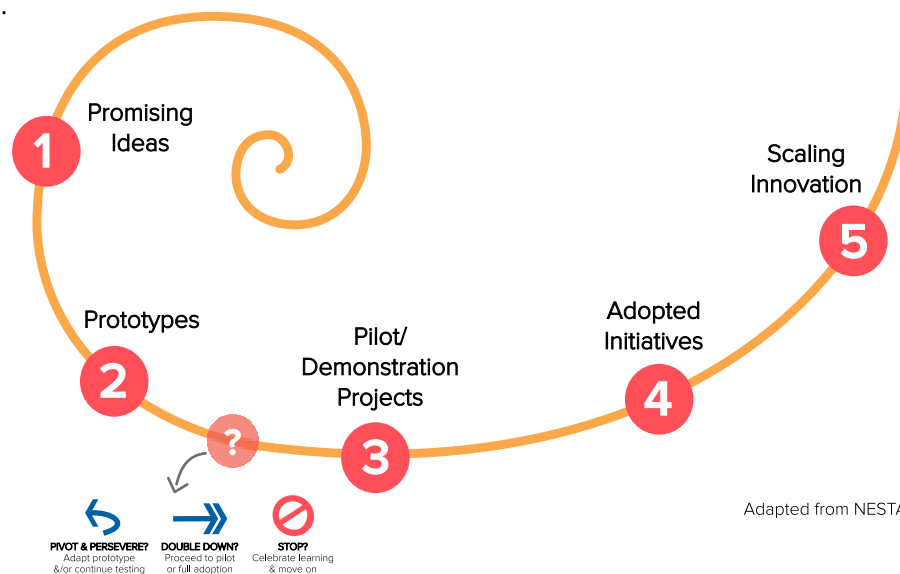 1
Promising
Ideas
Scaling
Innovation
5
Prototypes
2
Pilot/
Demonstration
Projects
Adopted
Initiatives
4
?
3
Adapted from NESTA
PIVOT & PERSEVERE?
Adapt prototype
&/or continue testing
DOUBLE DOWN?
Proceed to pilot
or full adoption
STOP?
Celebrate learning
& move on